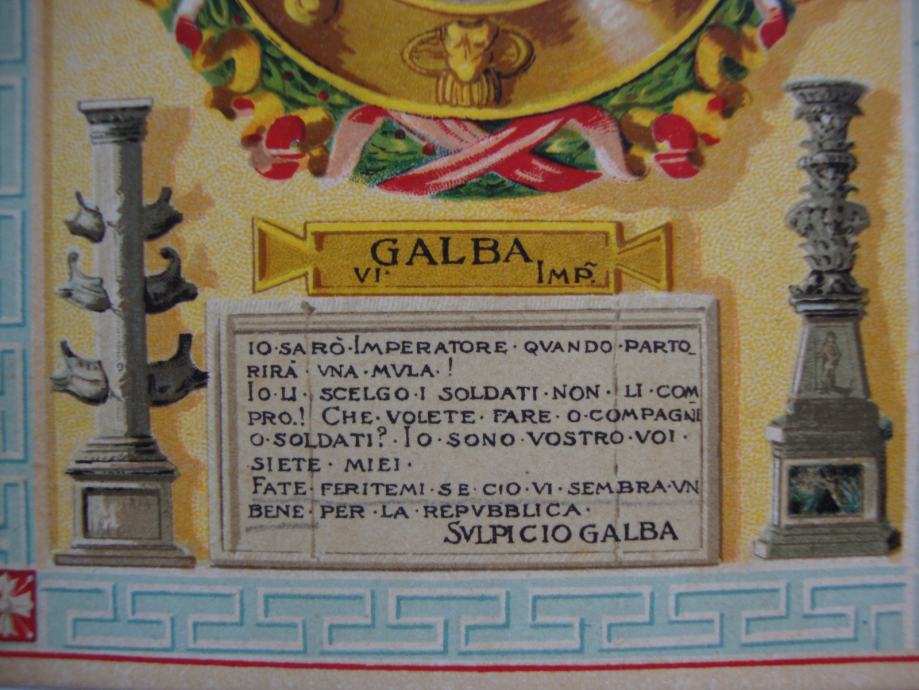 GALBA
VI· IMP͂.
IO·SARÒ·IMPERATORE·QVANDO·PARTO_
RIRÀ VNA·MVLA·!
IO·LI·SCELGO·I SOLDATI·NON·LI·COM
PRO.! CHE·VOLETE·FARE·O·COMPAGNI
O·SOLDATI? IO·SONO·VOSTRO·VOI·
SIETE·MIEI·
FATE·FERITEMI·SE·CIO·VI·SEMBRA·VN
BENE·PER·LA·REPVBBLICA·
SVLPICIO GALBA